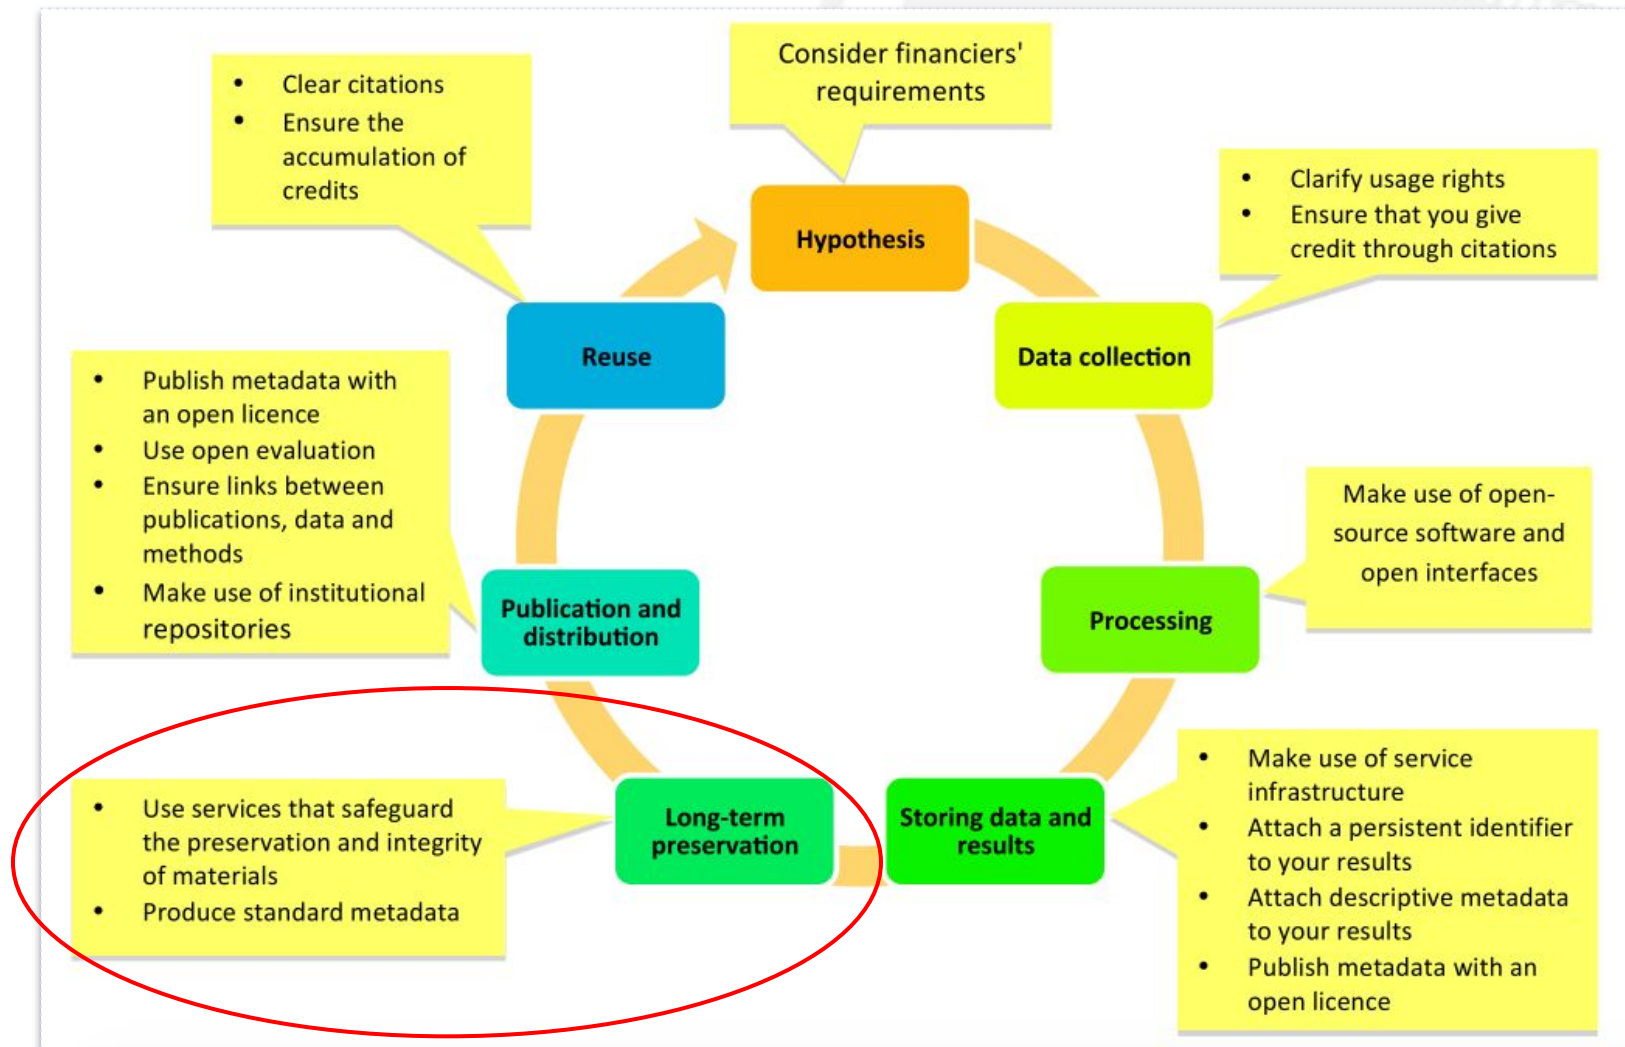 Consider financiers'
requirements
• Clear citations
• Ensure the
accumulation of
credits
Hypothesis
• Clarify usage rights
• Ensure that you give
credit through citations
Reuse
Data collection
• Publish metadata with
an open licence
• Use open evaluation
• Ensure links between
publications, data and
methods
• Make use of institutional
repositories
Make use of open-
source software and
open interfaces
Publication and
distribution
Processing
• Use services that safeguard
the preservation and integrity
of materials
• Produce standard metadata
Long-term
preservation
Storing data and
results
• Make use of service
infrastructure
• Attach a persistent identifier
to your results
• Attach descriptive metadata
to your results
• Publish metadata with an
open licence